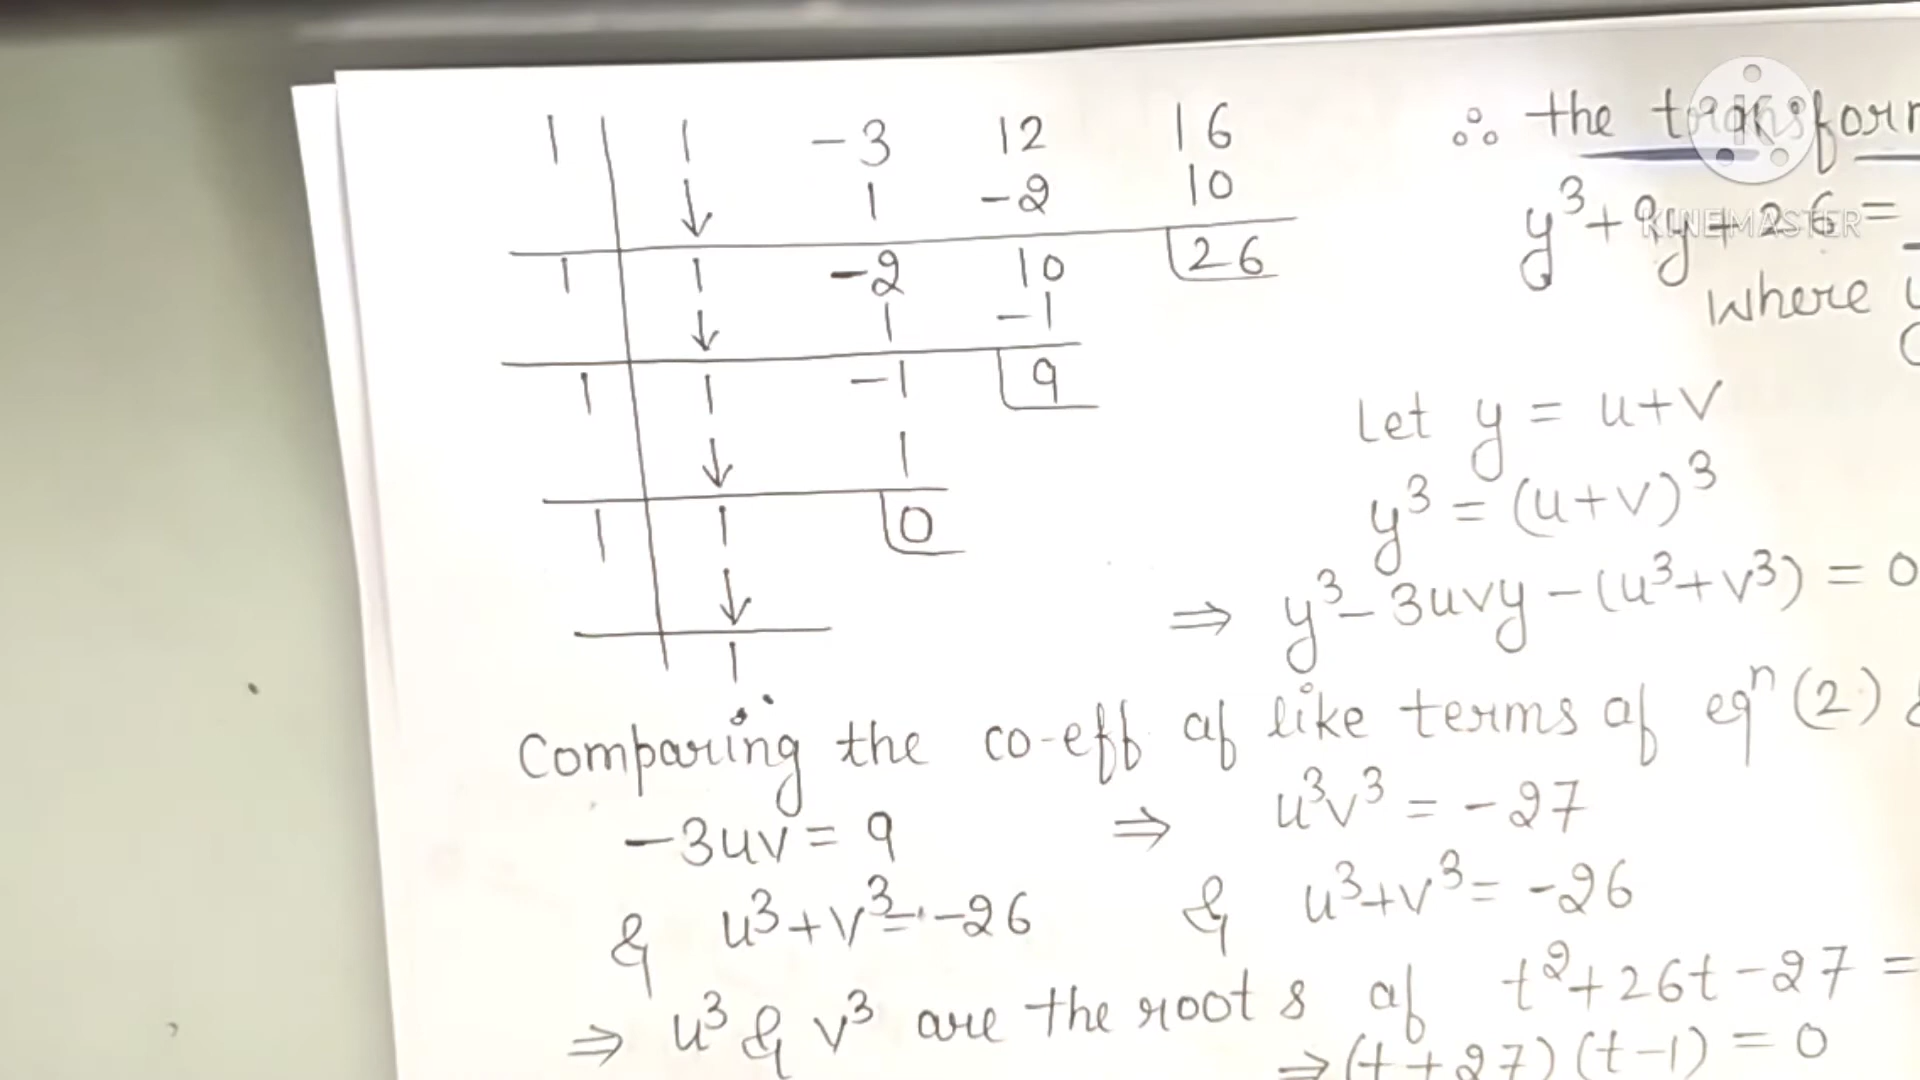 1 | 1 -3 12 16
↓ 1 -2 10
1 | 1 -2 10 26
↓ 1 -1
1 | 1 -1 9
↓ 1
1 | 1 0
↓
1
∴ the transfor
y³+9y+26=
where y
Let y = u+v
y³ = (u+v)³
⇒ y³-3uvy-(u³+v³) = 0
Comparing the co-eff of like terms of eqⁿ (2) &
-3uv = 9 ⇒ u³v³ = -27
& u³+v³ = -26 & u³+v³ = -26
⇒ u³ & v³ are the roots of t²+26t-27 =
⇒ (t+27)(t-1) = 0
K
KINEMASTER